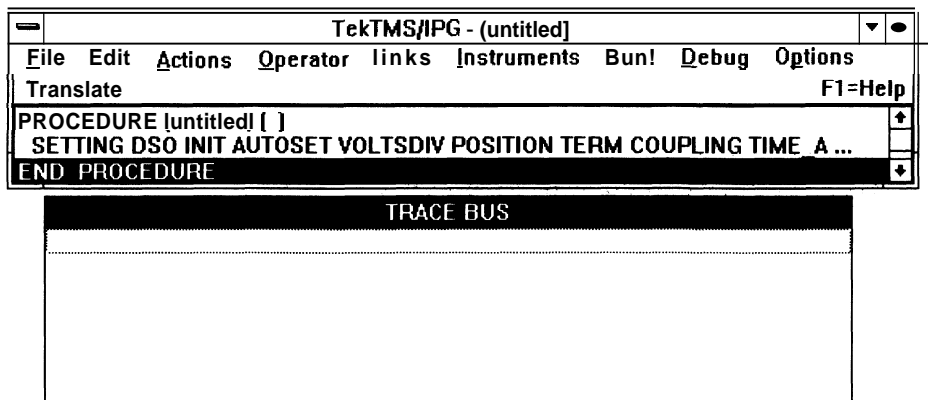 TekTMS/IPG - (untitled]
File Edit Actions Operator links Instruments Bun! Debug Options
Translate F1=Help
PROCEDURE [untitled] [ ]
SETTING DSO INIT AUTOSET VOLTSDIV POSITION TERM COUPLING TIME_A ...
END PROCEDURE
TRACE BUS